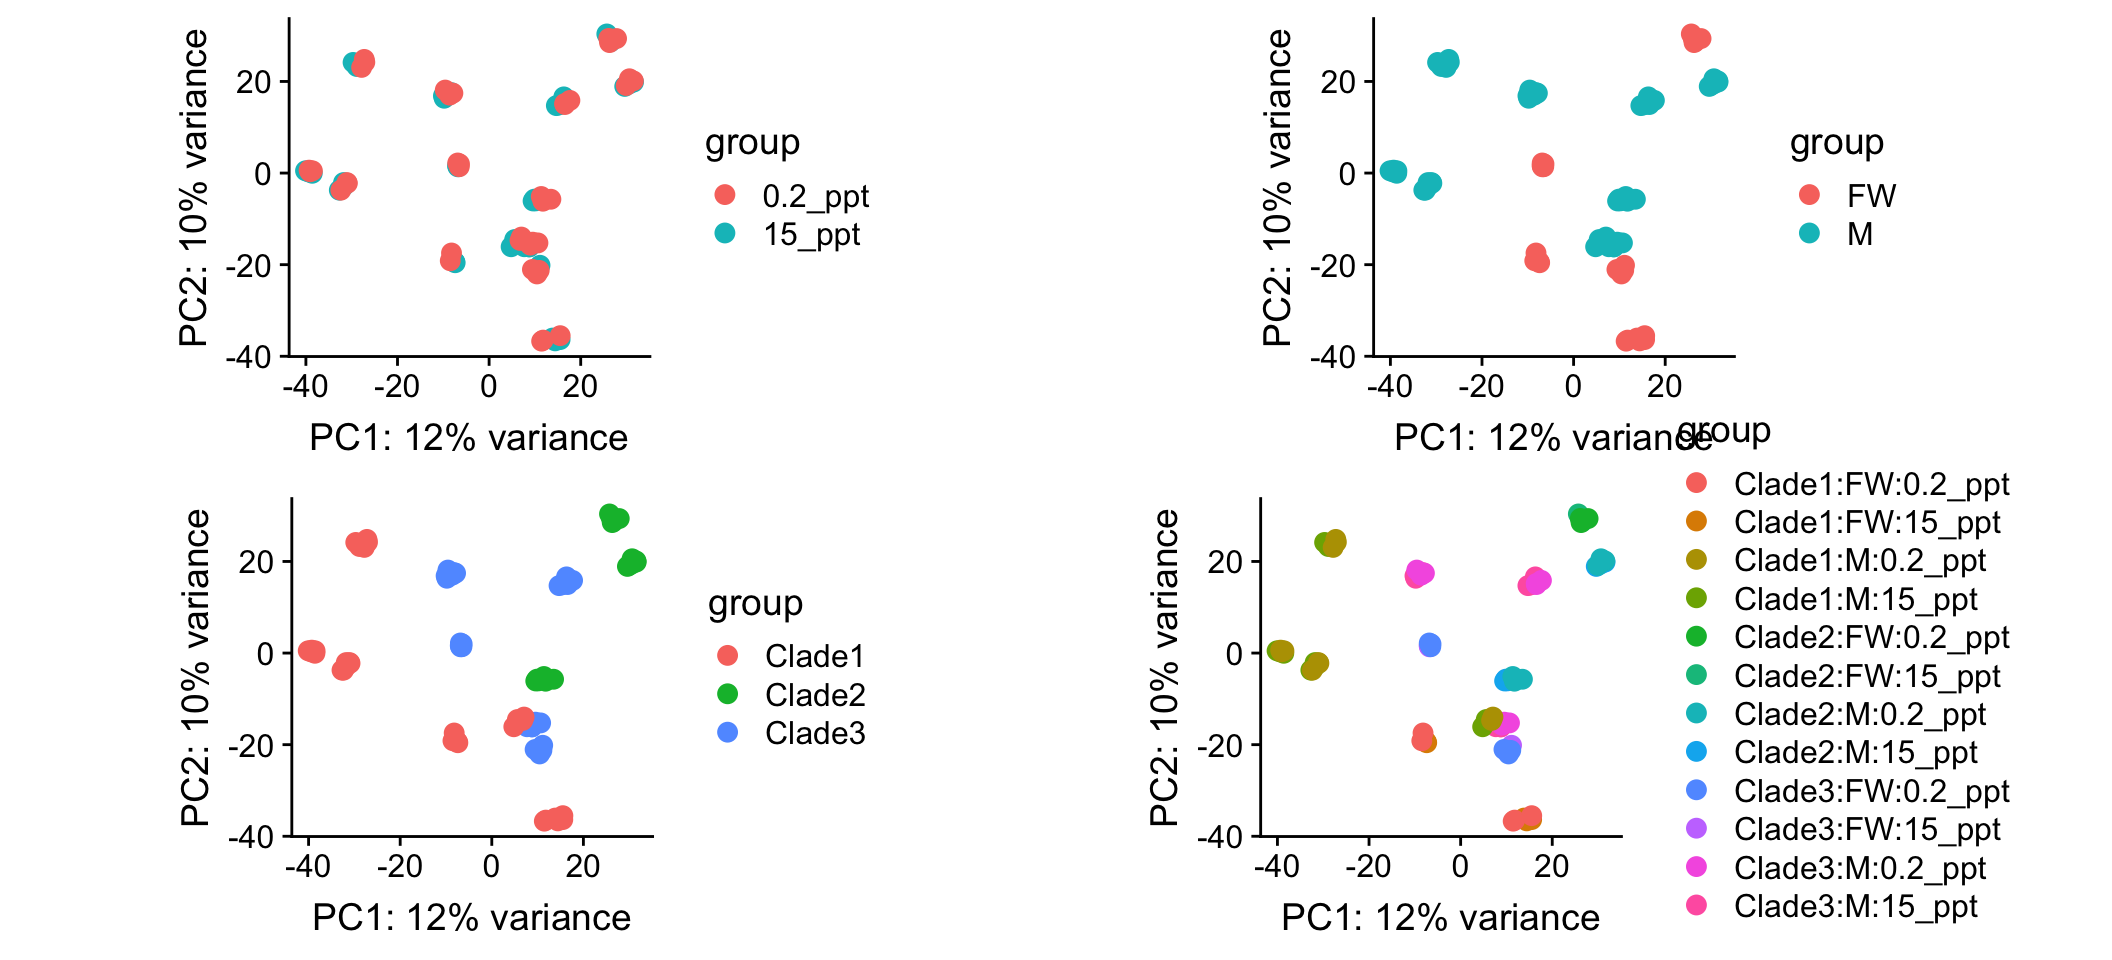 PC2: 10% variance
20
0
-20
-40
-40
-20
0
20
PC1: 12% variance
group
0.2_ppt
15_ppt
PC2: 10% variance
20
0
-20
-40
-40
-20
0
20
PC1: 12% variance
group
FW
M
PC2: 10% variance
20
0
-20
-40
-40
-20
0
20
PC1: 12% variance
group
Clade1
Clade2
Clade3
PC2: 10% variance
20
0
-20
-40
-40
-20
0
20
PC1: 12% variance
group
Clade1:FW:0.2_ppt
Clade1:FW:15_ppt
Clade1:M:0.2_ppt
Clade1:M:15_ppt
Clade2:FW:0.2_ppt
Clade2:FW:15_ppt
Clade2:M:0.2_ppt
Clade2:M:15_ppt
Clade3:FW:0.2_ppt
Clade3:FW:15_ppt
Clade3:M:0.2_ppt
Clade3:M:15_ppt